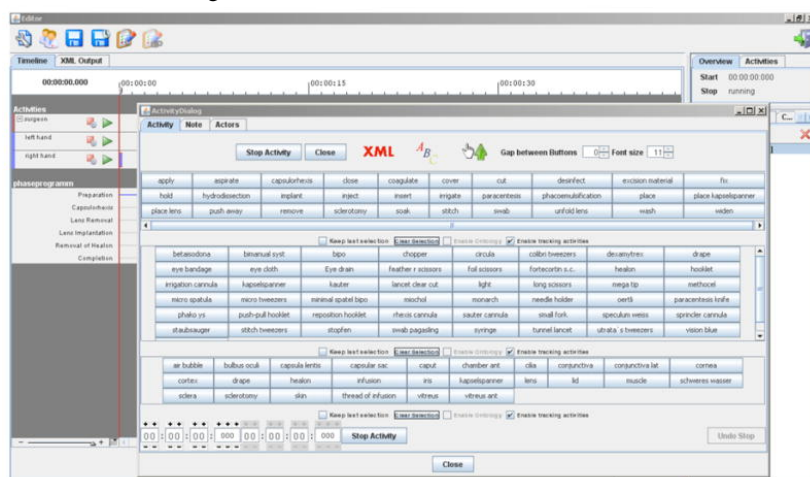 Editor
Timeline XML Output
Overview Activities
00:00:00.000 00:00:00 00:00:15 00:00:30
Start 00:00:00:000
Stop running
Activities
surgeon
left hand
right hand
phaseprogramm
Preparation
Capsulorhexis
Lens Removal
Lens Implantation
Removal of Healon
Completion
ActivityDialog
Activity Note Actors
Stop Activity Close XML ABC Gap between Buttons 0 Font size 11
apply aspirate capsulorhexis close coagulate cover cut desinfect excision material fix
hold hydrodissection implant inject insert irrigate paracentesis phacoemulsification place place kapselspanner
place lens push away remove sclerotomy soak stitch swab unfold lens wash widen
Keep last selection Clear Selection Enable Ontology Enable tracking activities
betaisodona bimanual syst bipo chopper circula colibri tweezers dexamytrex drape
eye bandage eye cloth Eye drain feather r scissors foil scissors fortecortin s.c. healon hooklet
irrigation cannula kapselspanner kauter lancet clear cut light long scissors mega tip methocel
micro spatula micro tweezers minimal spatel bipo miochol monarch needle holder oertli paracentesis knife
phako ys push-pull hooklet reposition hooklet rhexis cannula sauter cannula small fork speculum weiss sprinder cannula
staubsauger stitch tweezers stopfen swab pagasling syringe tunnel lancet utrata`s tweezers vision blue
Keep last selection Clear Selection Enable Ontology Enable tracking activities
air bubble bulbus oculi capsula lentis capsular sac caput chamber ant cilia conjunctiva conjunctiva lat cornea
cortex drape healon infusion iris kapselspanner lens lid muscle schweres wasser
sclera sclerotomy skin thread of infusion vitreus vitreus ant
Keep last selection Clear Selection Enable Ontology Enable tracking activities
00 : 00 : 00 : 000 00 : 00 : 00 : 000 Stop Activity Undo Stop
Close